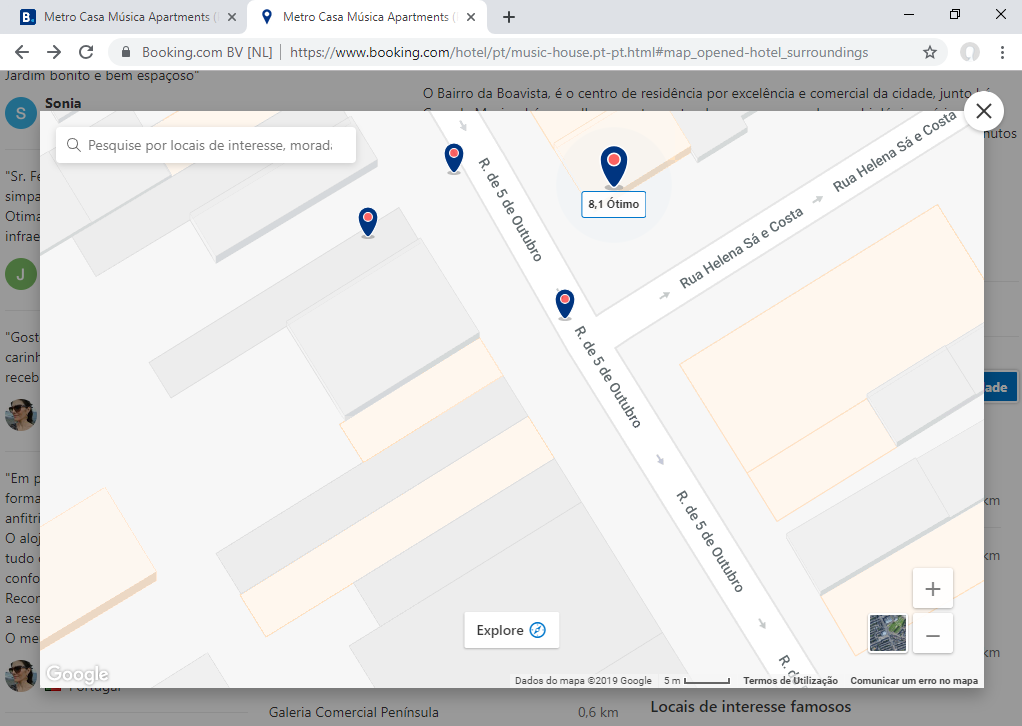 B. Metro Casa Música Apartments (
Metro Casa Música Apartments (
Booking.com BV [NL] | https://www.booking.com/hotel/pt/music-house.pt-pt.html#map_opened-hotel_surroundings
Jardim bonito e bem espaçoso"
S Sonia
O Bairro da Boavista, é o centro de residência por excelência e comercial da cidade, junto
Pesquise por locais de interesse, morad
"Sr. Fe
simpa
Otima
infrae
J
"Gost
carinh
receb
"Em p
forma
anfitri
O aloj
tudo
confo
Recor
a rese
O me
Portugal
R. de 5 de Outubro
8,1 Ótimo
Rua Helena Sá e Costa
Rua Helena Sá e Costa
R. de 5 de Outubro
R. de 5 de Outubro
R. de
nutos
ade
km
km
km
Explore
Google
Dados do mapa ©2019 Google 5 m Termos de Utilização Comunicar um erro no mapa
Galeria Comercial Península 0,6 km
Locais de interesse famosos